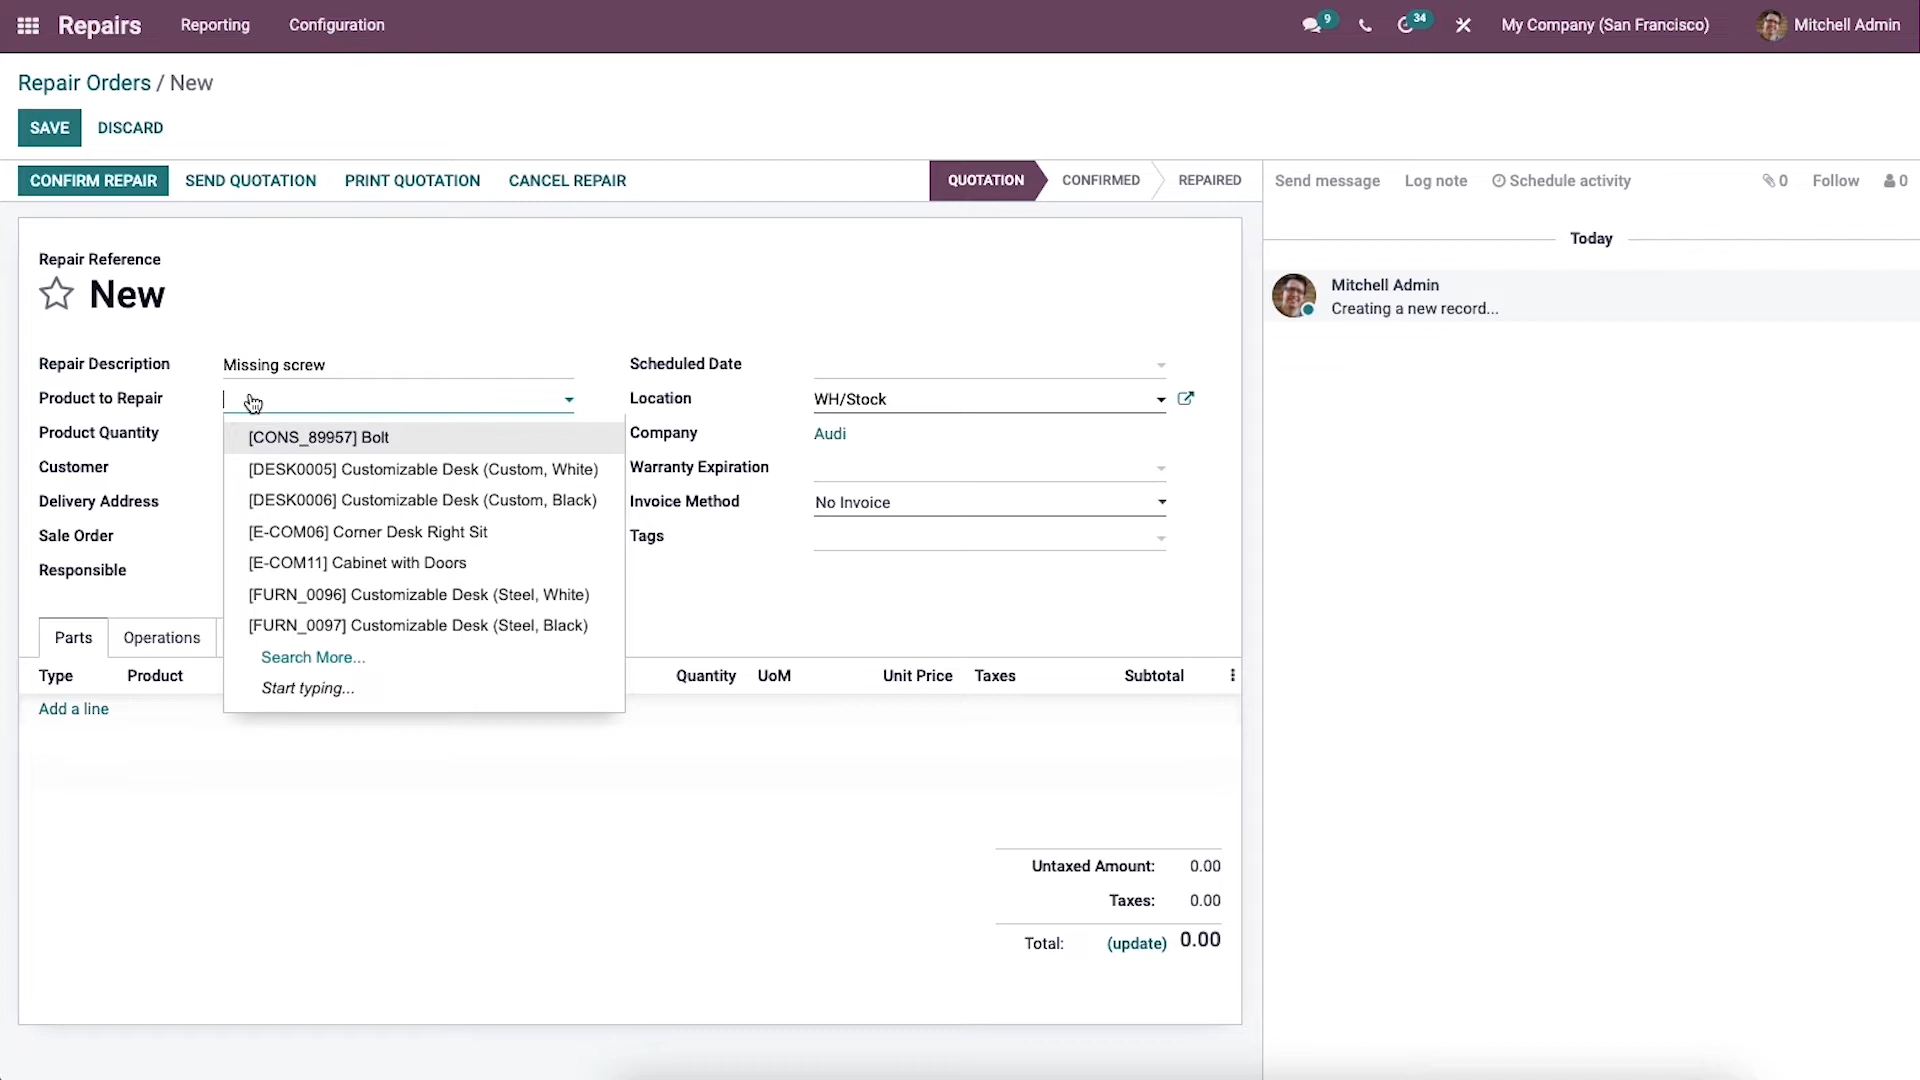 Repairs Reporting Configuration 9 34 My Company (San Francisco) Mitchell Admin
Repair Orders / New
SAVE DISCARD
CONFIRM REPAIR SEND QUOTATION PRINT QUOTATION CANCEL REPAIR QUOTATION CONFIRMED REPAIRED Send message Log note Schedule activity 0 Follow 0
Today
Mitchell Admin
Creating a new record...
Repair Reference
New
Repair Description Missing screw Scheduled Date
Product to Repair Location WH/Stock
[CONS_89957] Bolt
Product Quantity Company Audi
[DESK0005] Customizable Desk (Custom, White)
Customer Warranty Expiration
[DESK0006] Customizable Desk (Custom, Black)
Delivery Address Invoice Method No Invoice
[E-COM06] Corner Desk Right Sit
Sale Order Tags
[E-COM11] Cabinet with Doors
Responsible
[FURN_0096] Customizable Desk (Steel, White)
[FURN_0097] Customizable Desk (Steel, Black)
Search More...
Start typing...
Parts Operations
Type Product Quantity UoM Unit Price Taxes Subtotal
Add a line
Untaxed Amount: 0.00
Taxes: 0.00
Total: (update) 0.00